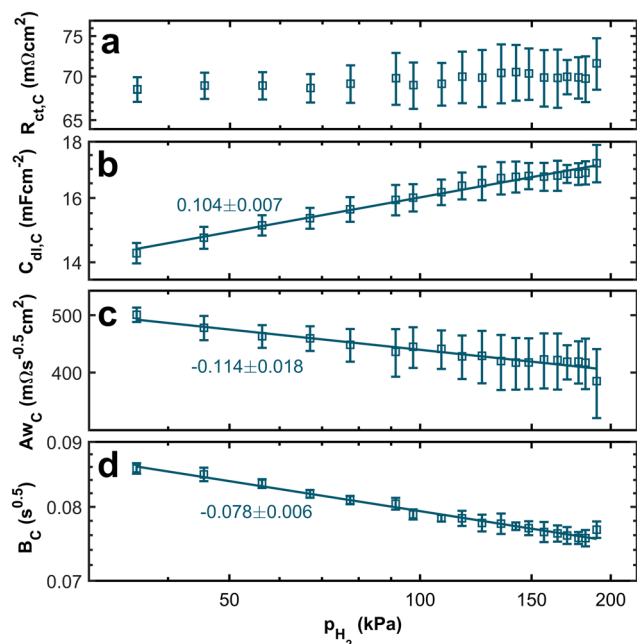 a
75
70
65
R_ct,C (mΩcm²)
b
18
16
14
C_dl,C (mFcm⁻²)
0.104±0.007
c
500
400
Aw_C (mΩs⁻⁰·⁵cm²)
-0.114±0.018
d
0.09
0.08
0.07
B_C (s⁰·⁵)
-0.078±0.006
50 100 150 200
p_H₂ (kPa)